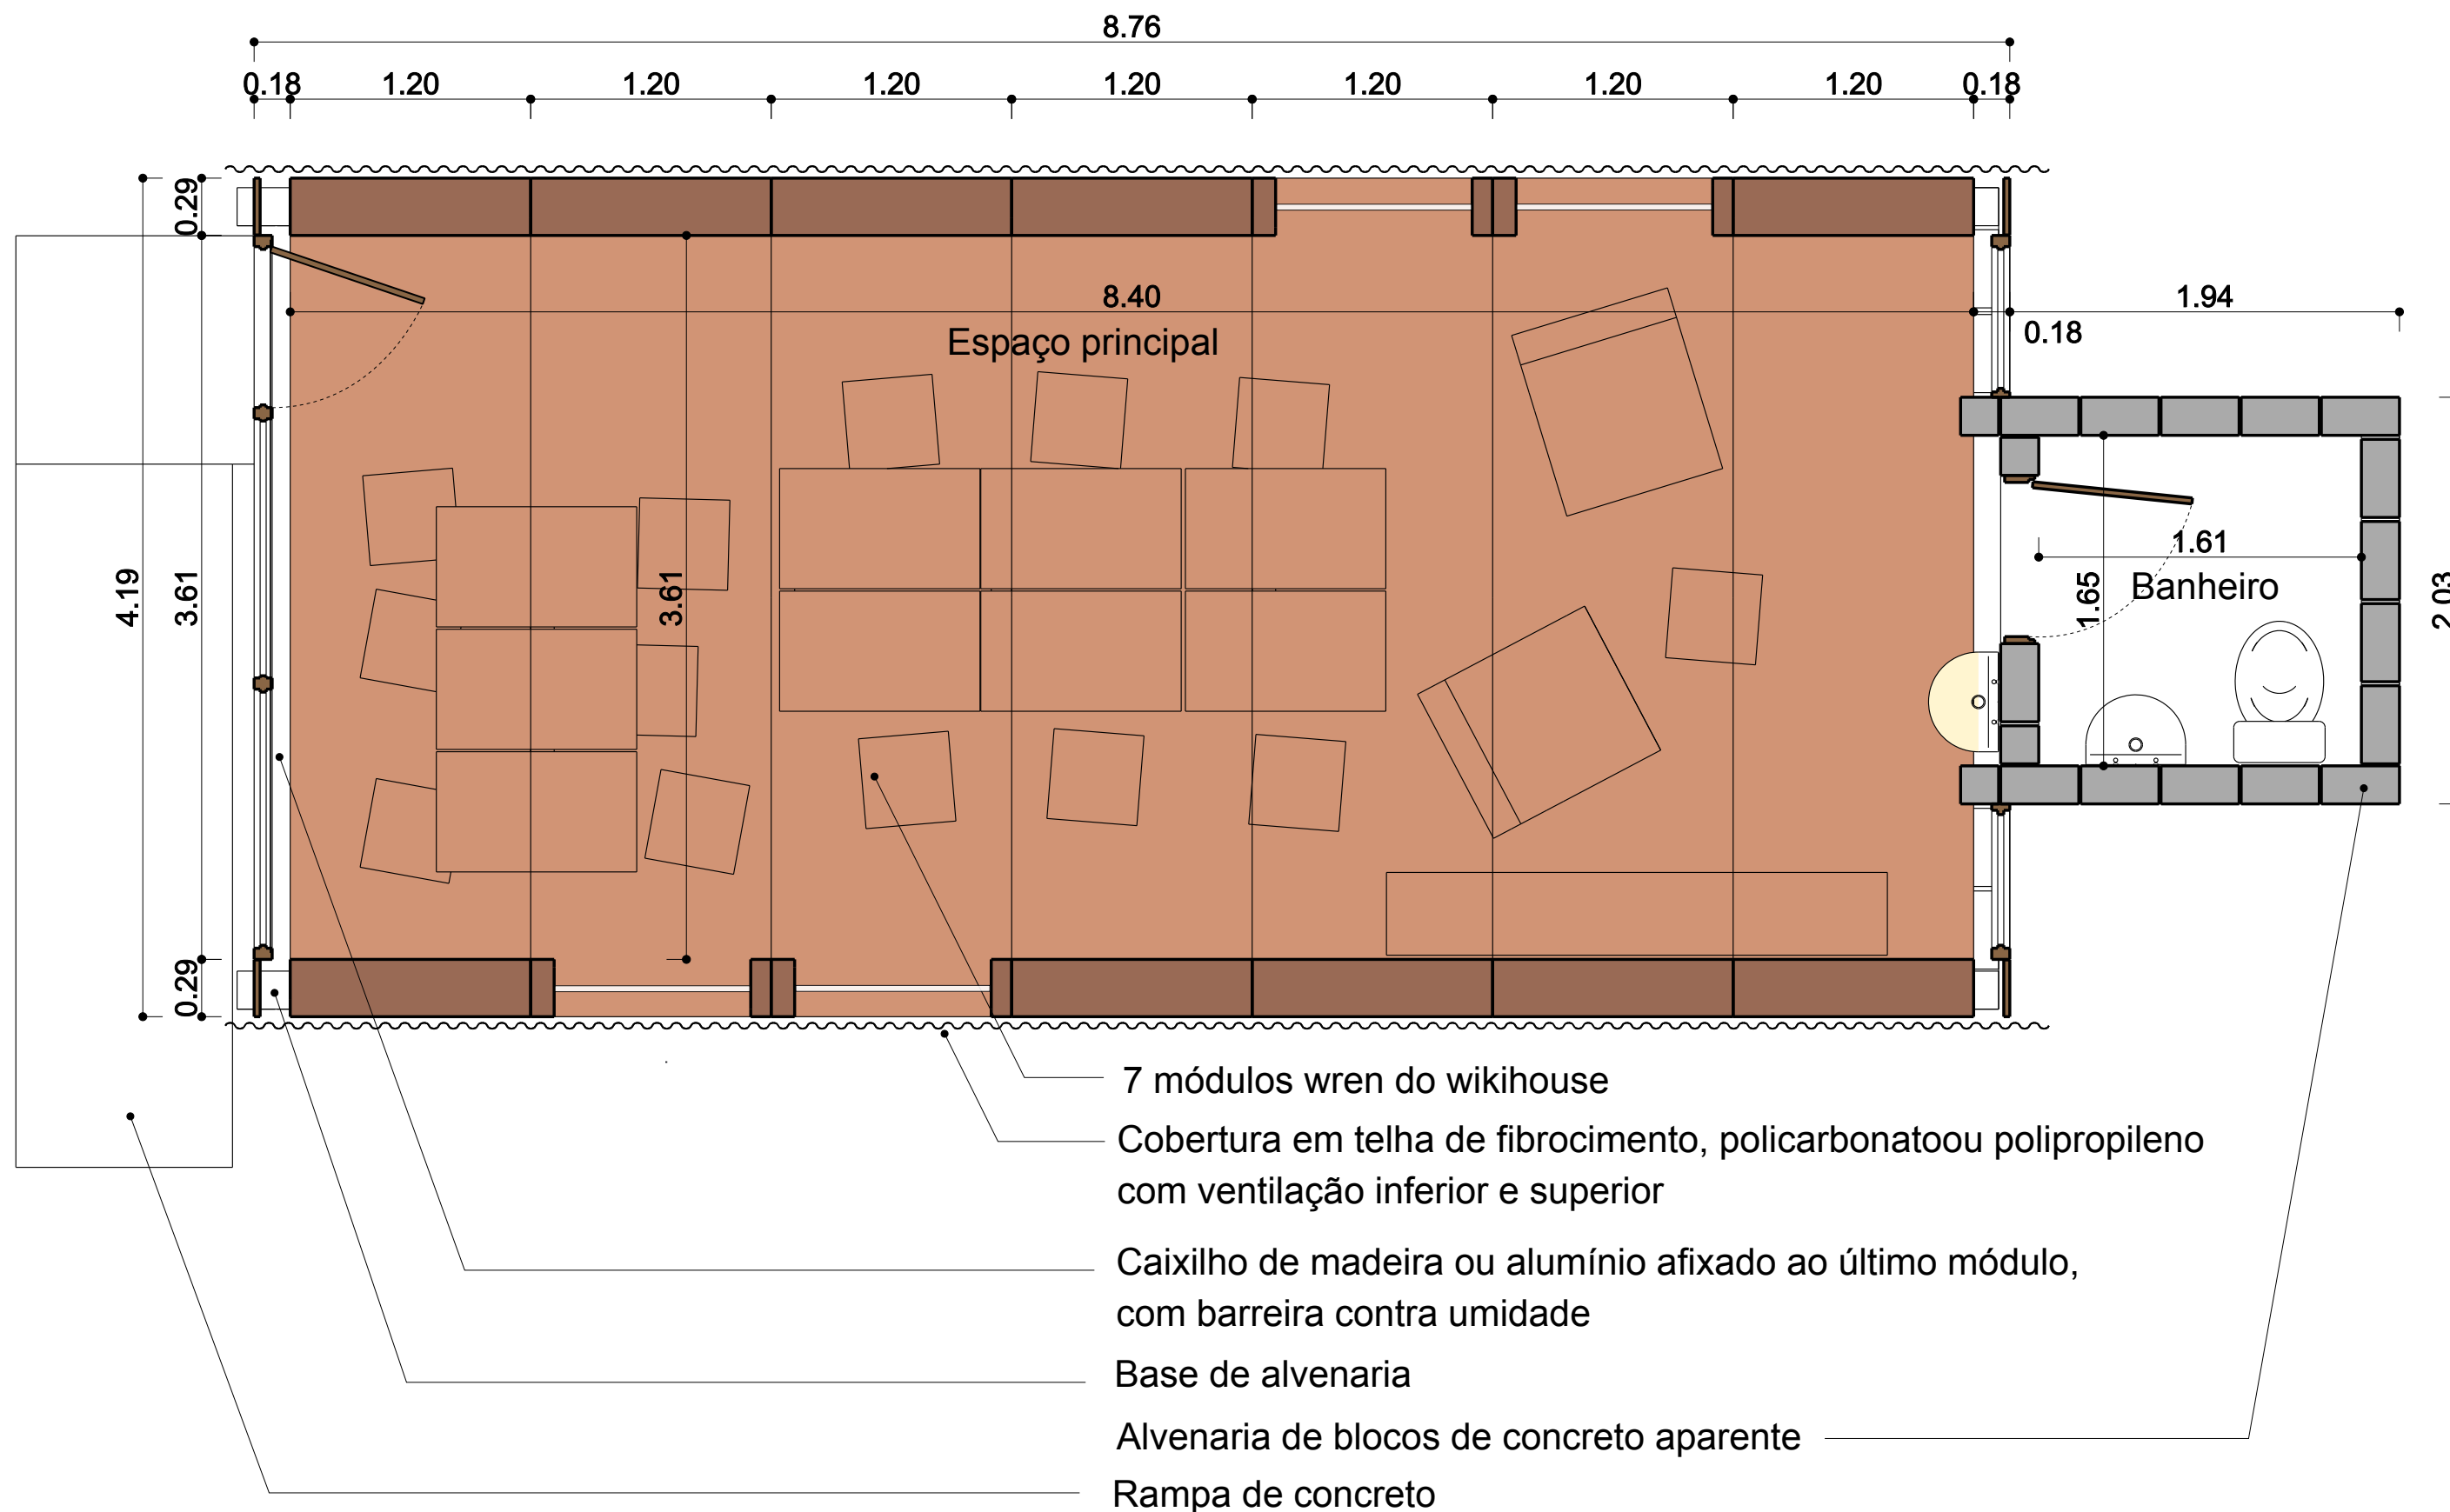 8.76
0.18 1.20 1.20 1.20 1.20 1.20 1.20 1.20 0.18
0.29
8.40
1.94
0.18
Espaço principal
4.19
3.61
3.61
1.61
1.65
Banheiro
2.03
0.29
7 módulos wren do wikihouse
Cobertura em telha de fibrocimento, policarbonatoou polipropileno
com ventilação inferior e superior
Caixilho de madeira ou alumínio afixado ao último módulo,
com barreira contra umidade
Base de alvenaria
Alvenaria de blocos de concreto aparente
Rampa de concreto